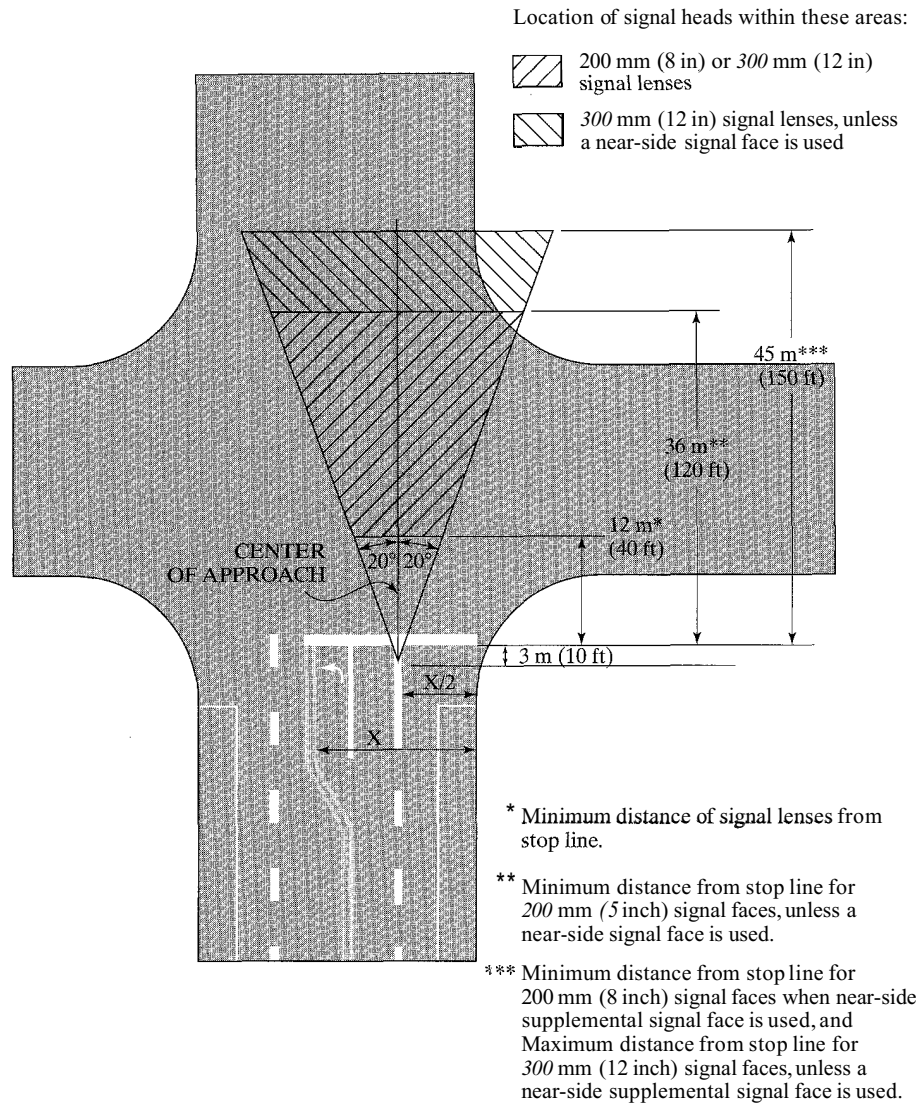 Location of signal heads within these areas:
200 mm (8 in) or 300 mm (12 in)
signal lenses
300 mm (12 in) signal lenses, unless
a near-side signal face is used
45 m***
(150 ft)
36 m**
(120 ft)
12 m*
(40 ft)
CENTER
OF APPROACH
20° 20°
3 m (10 ft)
X/2
X
* Minimum distance of signal lenses from
stop line.
** Minimum distance from stop line for
200 mm (5 inch) signal faces, unless a
near-side signal face is used.
*** Minimum distance from stop line for
200 mm (8 inch) signal faces when near-side
supplemental signal face is used, and
Maximum distance from stop line for
300 mm (12 inch) signal faces, unless a
near-side supplemental signal face is used.